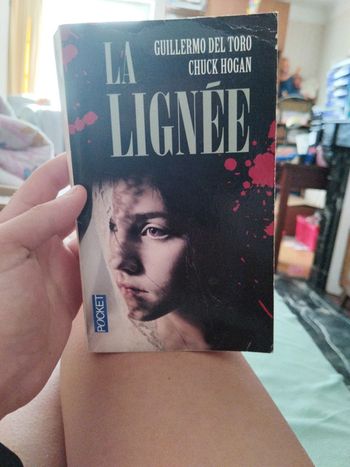 GUILLERMO DEL TORO
CHUCK HOGAN
LA
LIGNÉE
POCKET